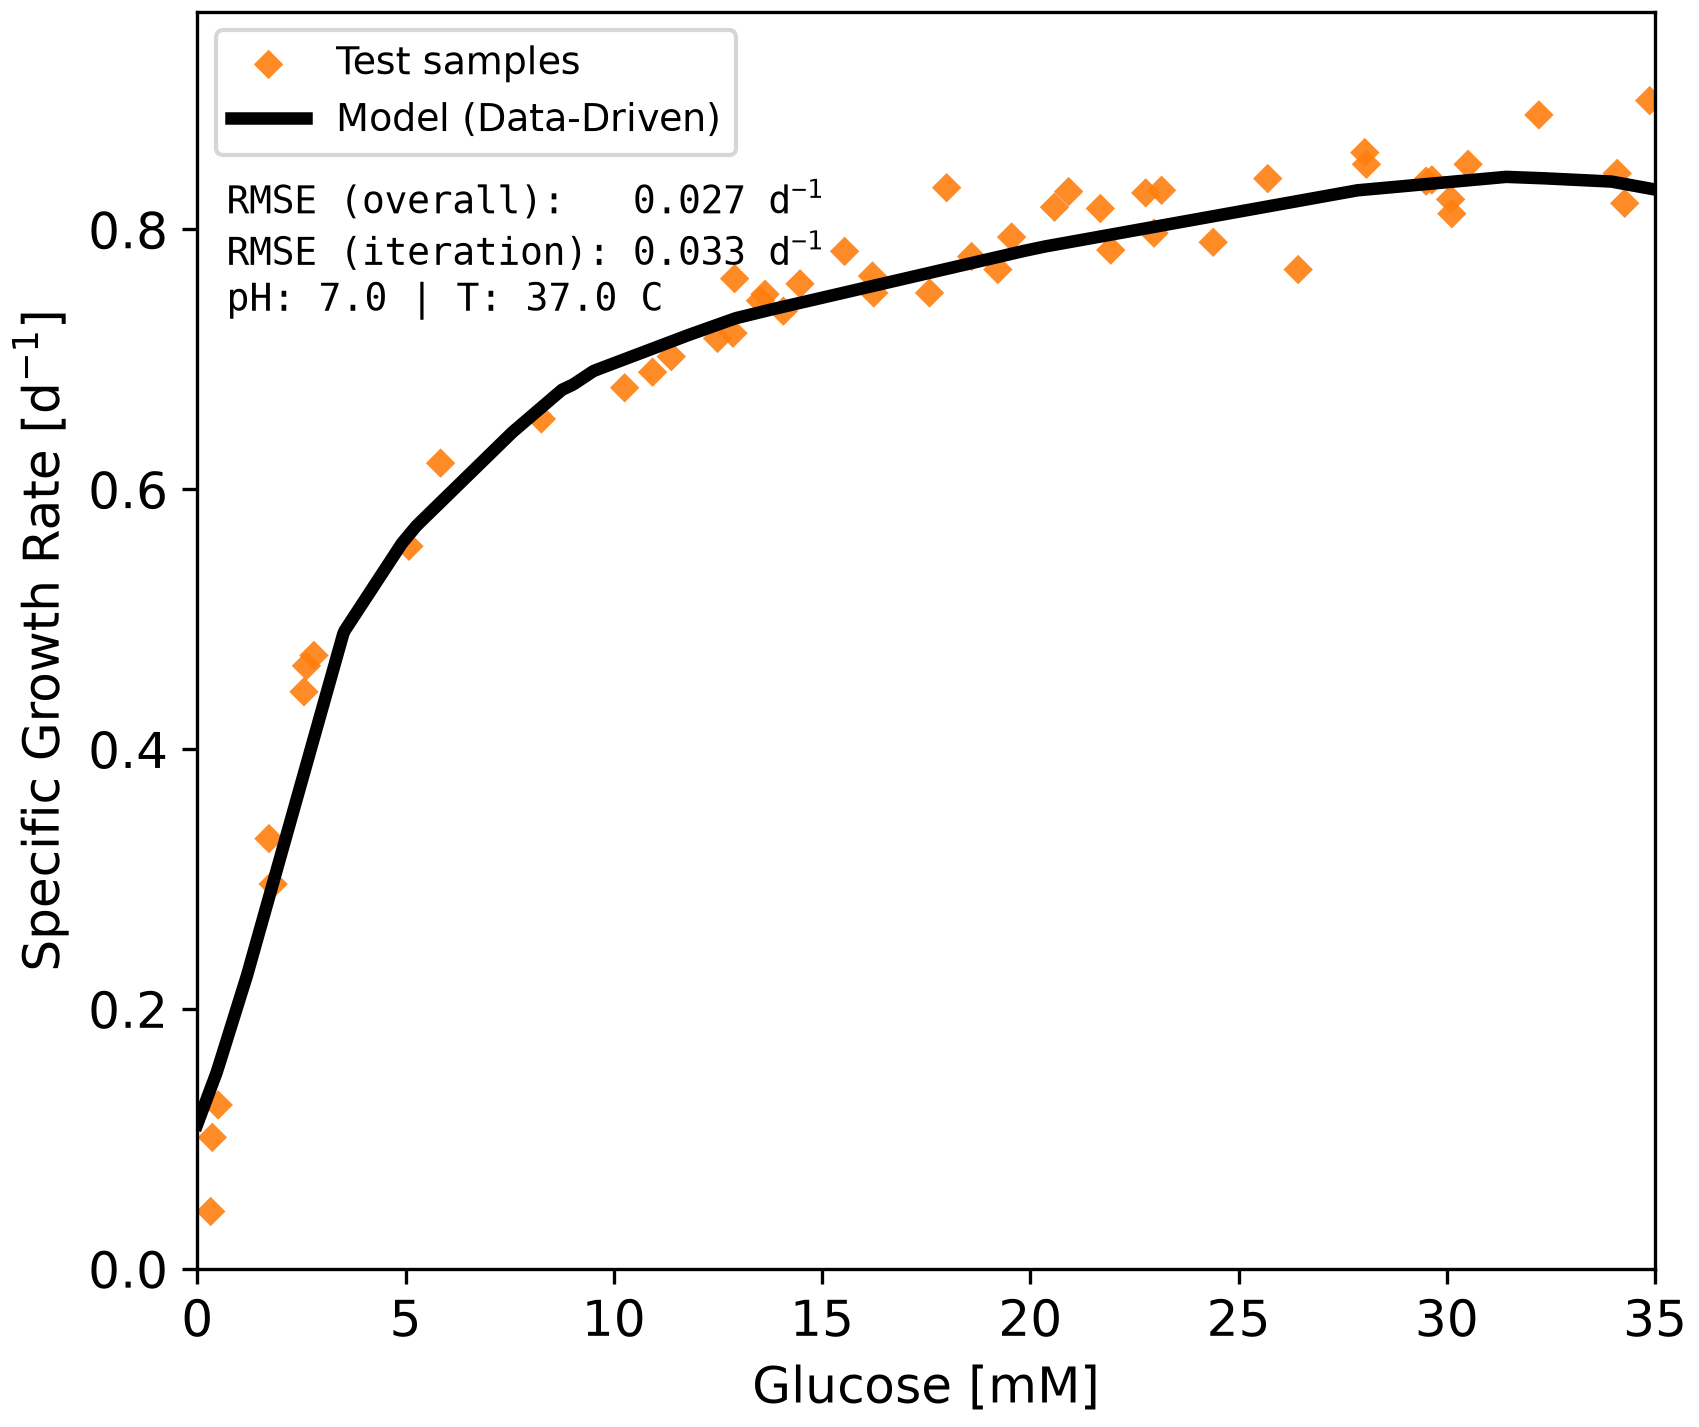 Test samples
Model (Data-Driven)
RMSE (overall):   0.027 d⁻¹
RMSE (iteration): 0.033 d⁻¹
pH: 7.0 | T: 37.0 C
Specific Growth Rate [d⁻¹]
0.8
0.6
0.4
0.2
0.0
0 5 10 15 20 25 30 35
Glucose [mM]